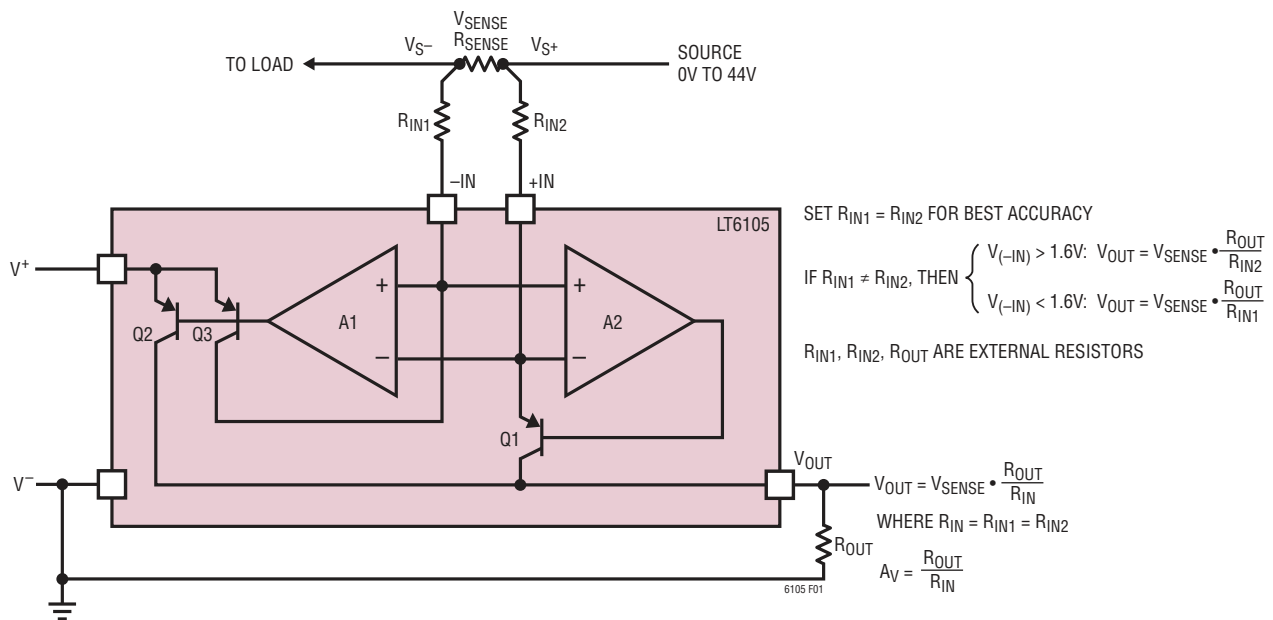 VSENSE
VS– RSENSE VS+
TO LOAD
SOURCE
0V TO 44V
RIN1
RIN2
–IN
+IN
LT6105
V+
Q2
Q3
+
–
A1
+
–
A2
Q1
V–
VOUT
ROUT
6105 F01
SET RIN1 = RIN2 FOR BEST ACCURACY
IF RIN1 ≠ RIN2, THEN
V(–IN) > 1.6V: VOUT = VSENSE • ROUT/RIN2
V(–IN) < 1.6V: VOUT = VSENSE • ROUT/RIN1
RIN1, RIN2, ROUT ARE EXTERNAL RESISTORS
VOUT = VSENSE • ROUT/RIN
WHERE RIN = RIN1 = RIN2
AV = ROUT/RIN